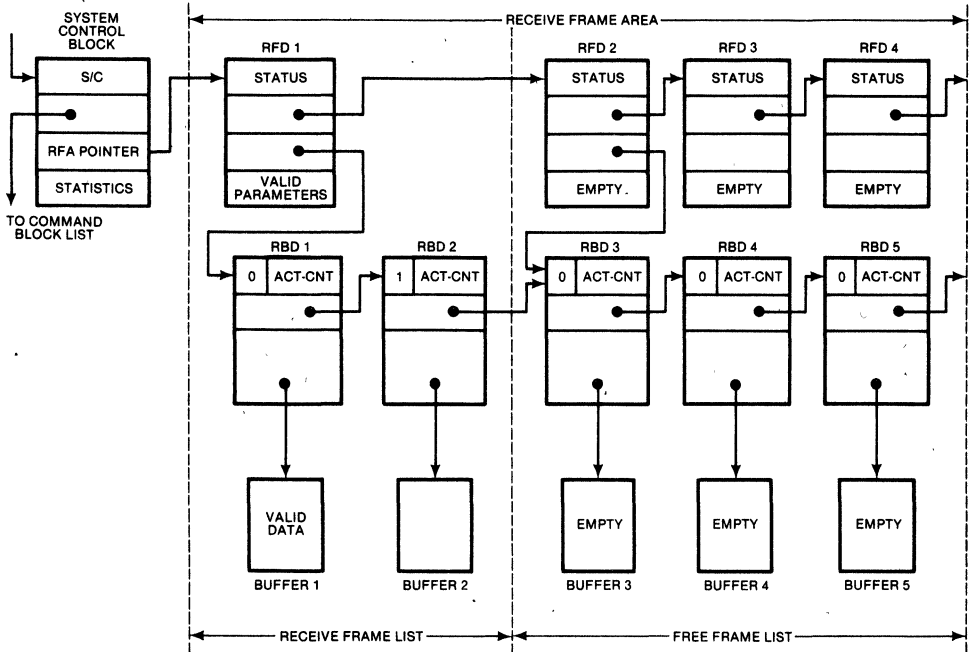 SYSTEM
CONTROL
BLOCK
S/C
RFA POINTER
STATISTICS
TO COMMAND
BLOCK LIST
RECEIVE FRAME AREA
RFD 1
STATUS
VALID
PARAMETERS
RFD 2
STATUS
EMPTY.
RFD 3
STATUS
EMPTY
RFD 4
STATUS
EMPTY
RBD 1
0 ACT-CNT
RBD 2
1 ACT-CNT
RBD 3
0 ACT-CNT
RBD 4
0 ACT-CNT
RBD 5
0 ACT-CNT
VALID
DATA
BUFFER 1
BUFFER 2
EMPTY
BUFFER 3
EMPTY
BUFFER 4
EMPTY
BUFFER 5
RECEIVE FRAME LIST
FREE FRAME LIST